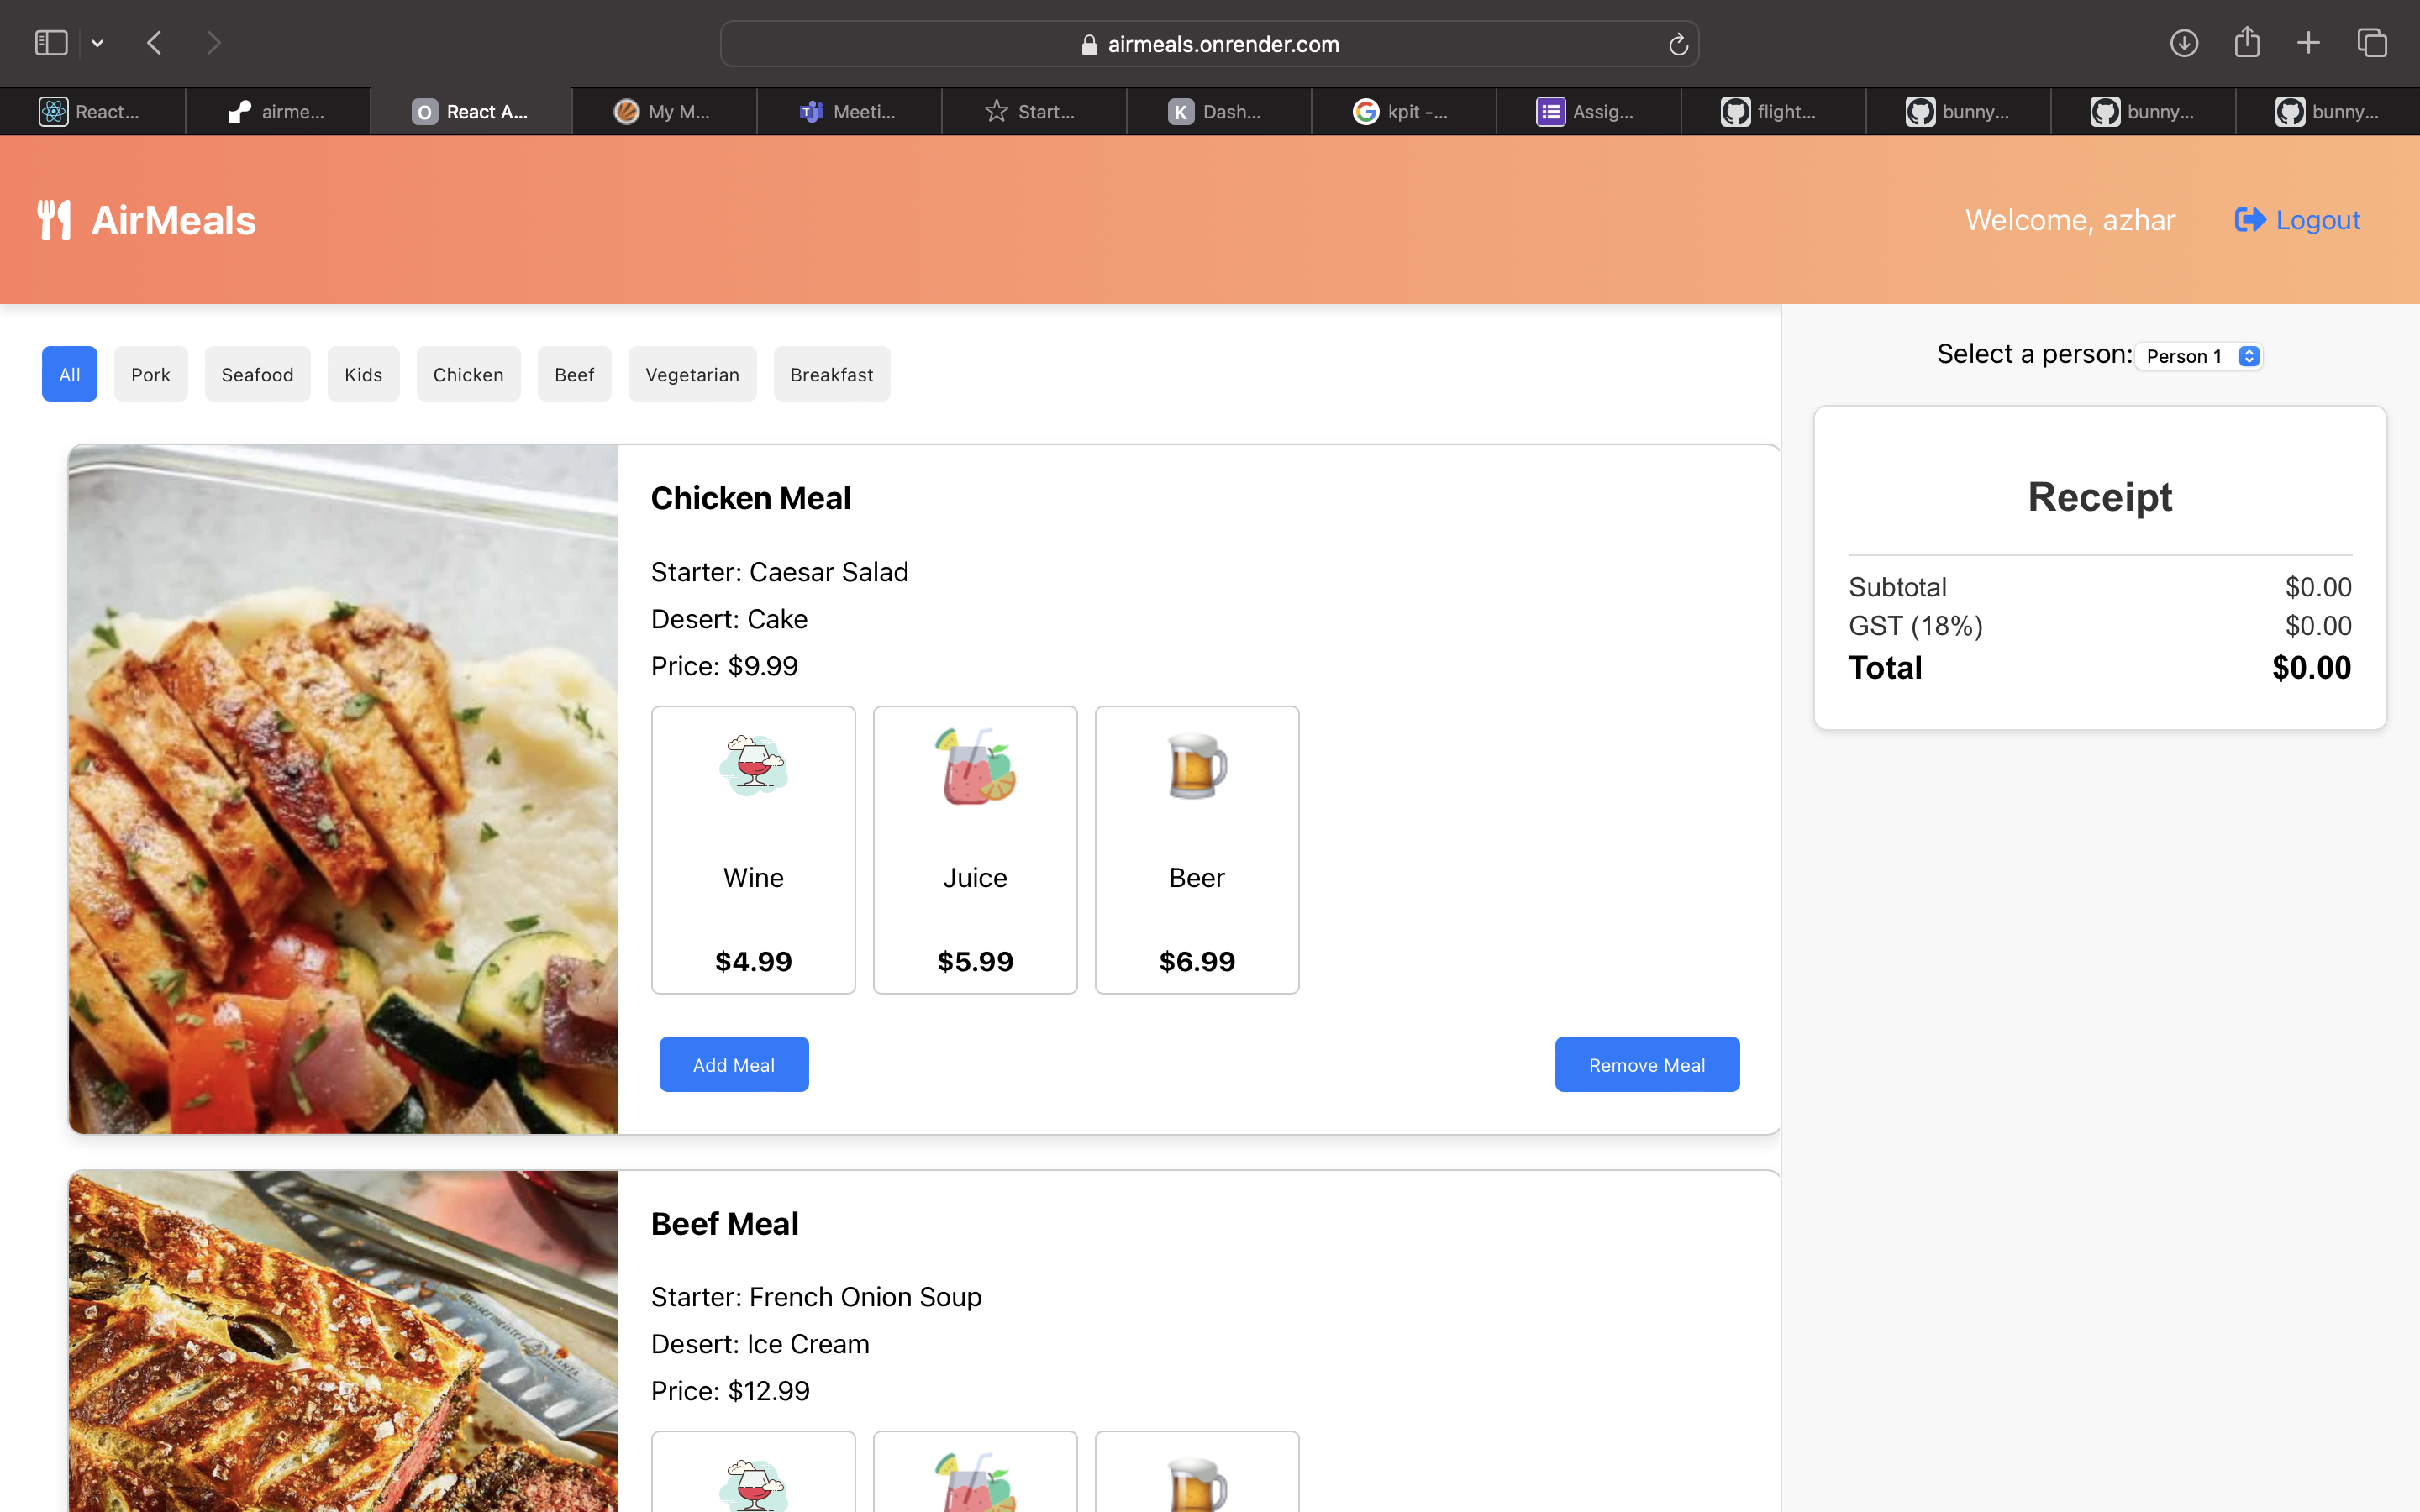 airmeals.onrender.com
React...
airme...
O React A...
My M...
Meeti...
Start...
K Dash...
kpit -...
Assig...
flight...
bunny...
bunny...
bunny...
AirMeals
Welcome, azhar
Logout
All
Pork
Seafood
Kids
Chicken
Beef
Vegetarian
Breakfast
Select a person: Person 1
Chicken Meal
Starter: Caesar Salad
Desert: Cake
Price: $9.99
Wine
Juice
Beer
$4.99
$5.99
$6.99
Add Meal
Remove Meal
Receipt
Subtotal $0.00
GST (18%) $0.00
Total $0.00
Beef Meal
Starter: French Onion Soup
Desert: Ice Cream
Price: $12.99